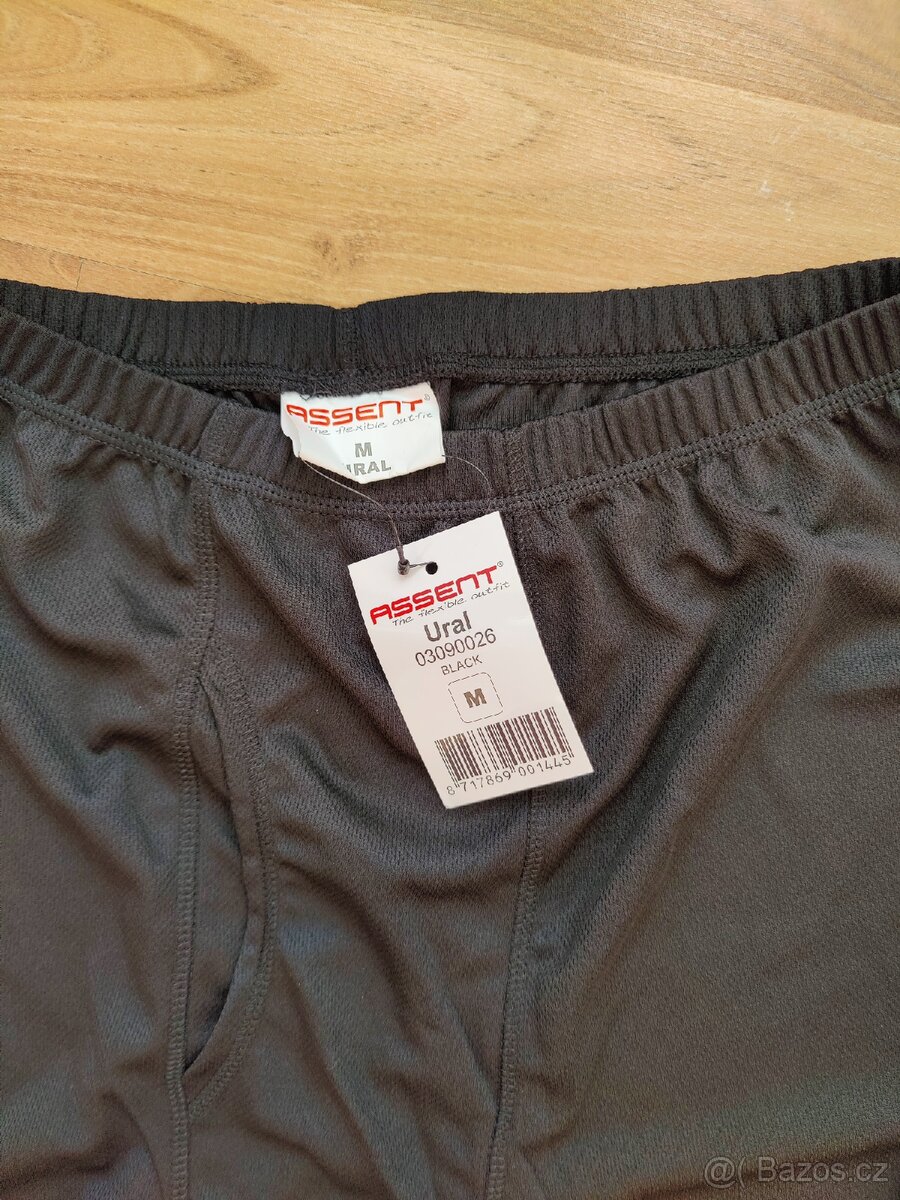 ASSENT®
The flexible outfit
M
URAL
ASSENT®
The flexible outfit
Ural
03090026
BLACK
M
8 717869 001445
@( Bazos.cz